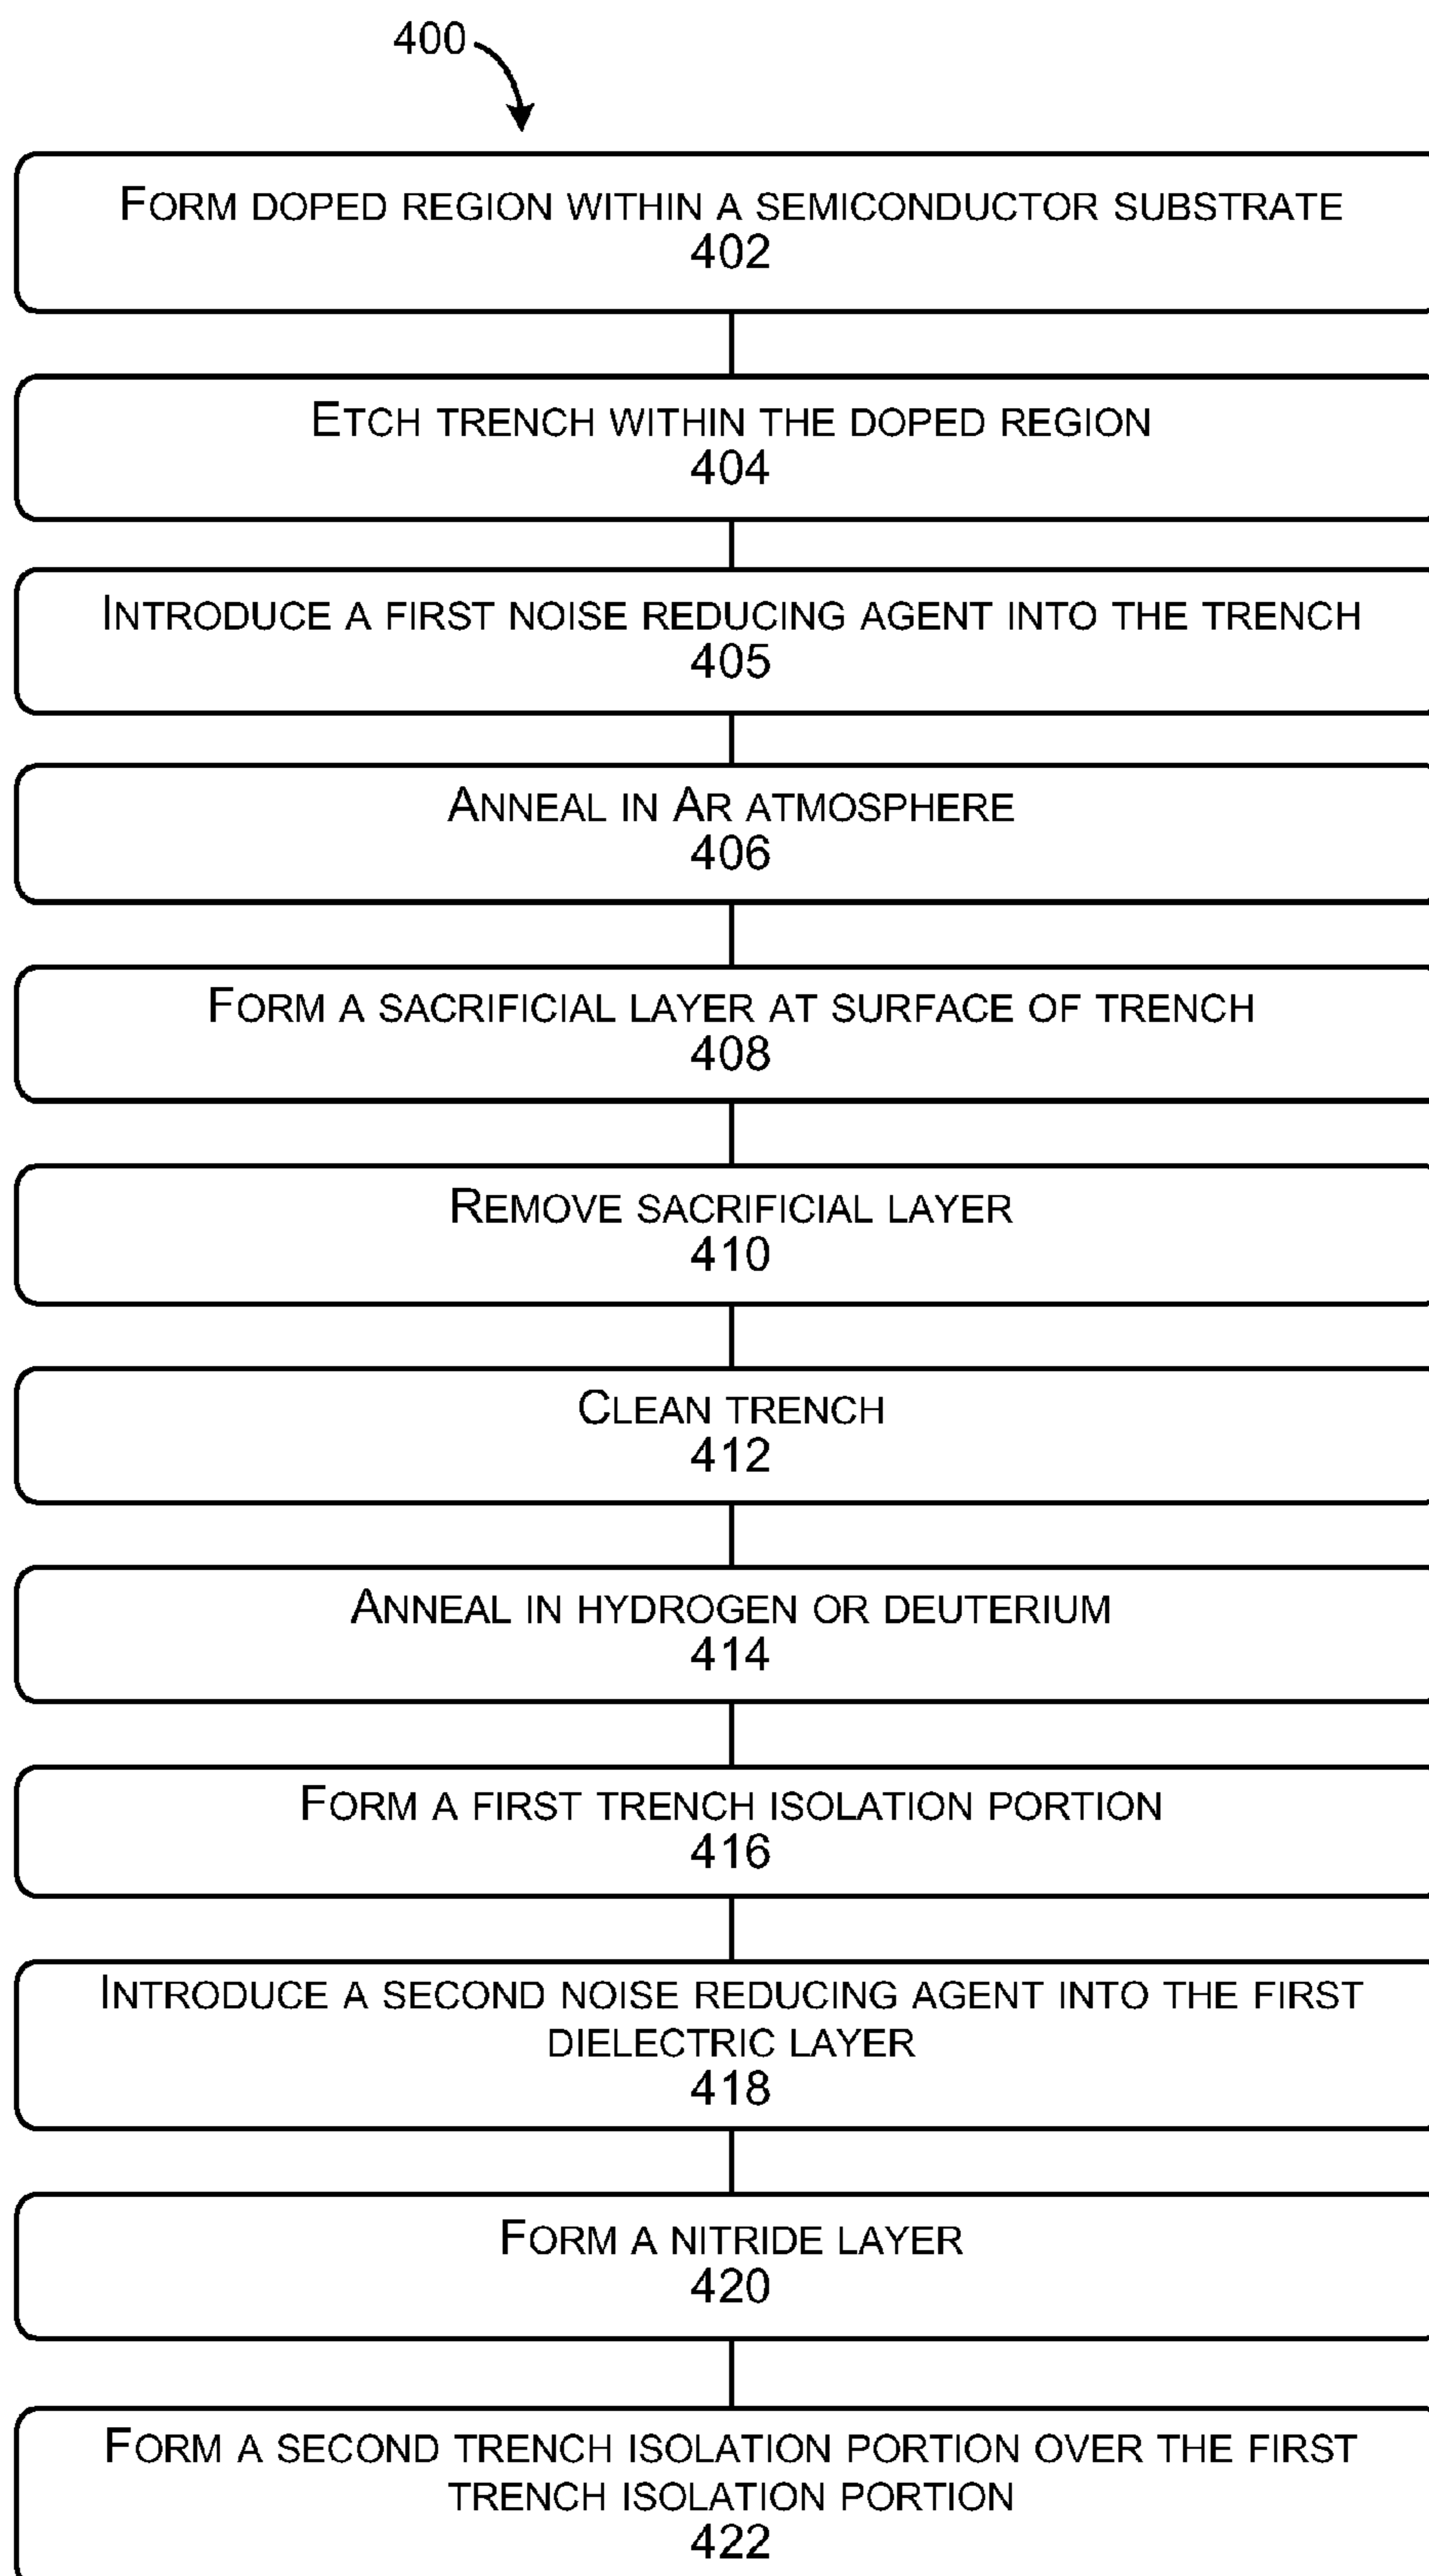 400
FORM DOPED REGION WITHIN A SEMICONDUCTOR SUBSTRATE
402
ETCH TRENCH WITHIN THE DOPED REGION
404
INTRODUCE A FIRST NOISE REDUCING AGENT INTO THE TRENCH
405
ANNEAL IN AR ATMOSPHERE
406
FORM A SACRIFICIAL LAYER AT SURFACE OF TRENCH
408
REMOVE SACRIFICIAL LAYER
410
CLEAN TRENCH
412
ANNEAL IN HYDROGEN OR DEUTERIUM
414
FORM A FIRST TRENCH ISOLATION PORTION
416
INTRODUCE A SECOND NOISE REDUCING AGENT INTO THE FIRST
DIELECTRIC LAYER
418
FORM A NITRIDE LAYER
420
FORM A SECOND TRENCH ISOLATION PORTION OVER THE FIRST
TRENCH ISOLATION PORTION
422